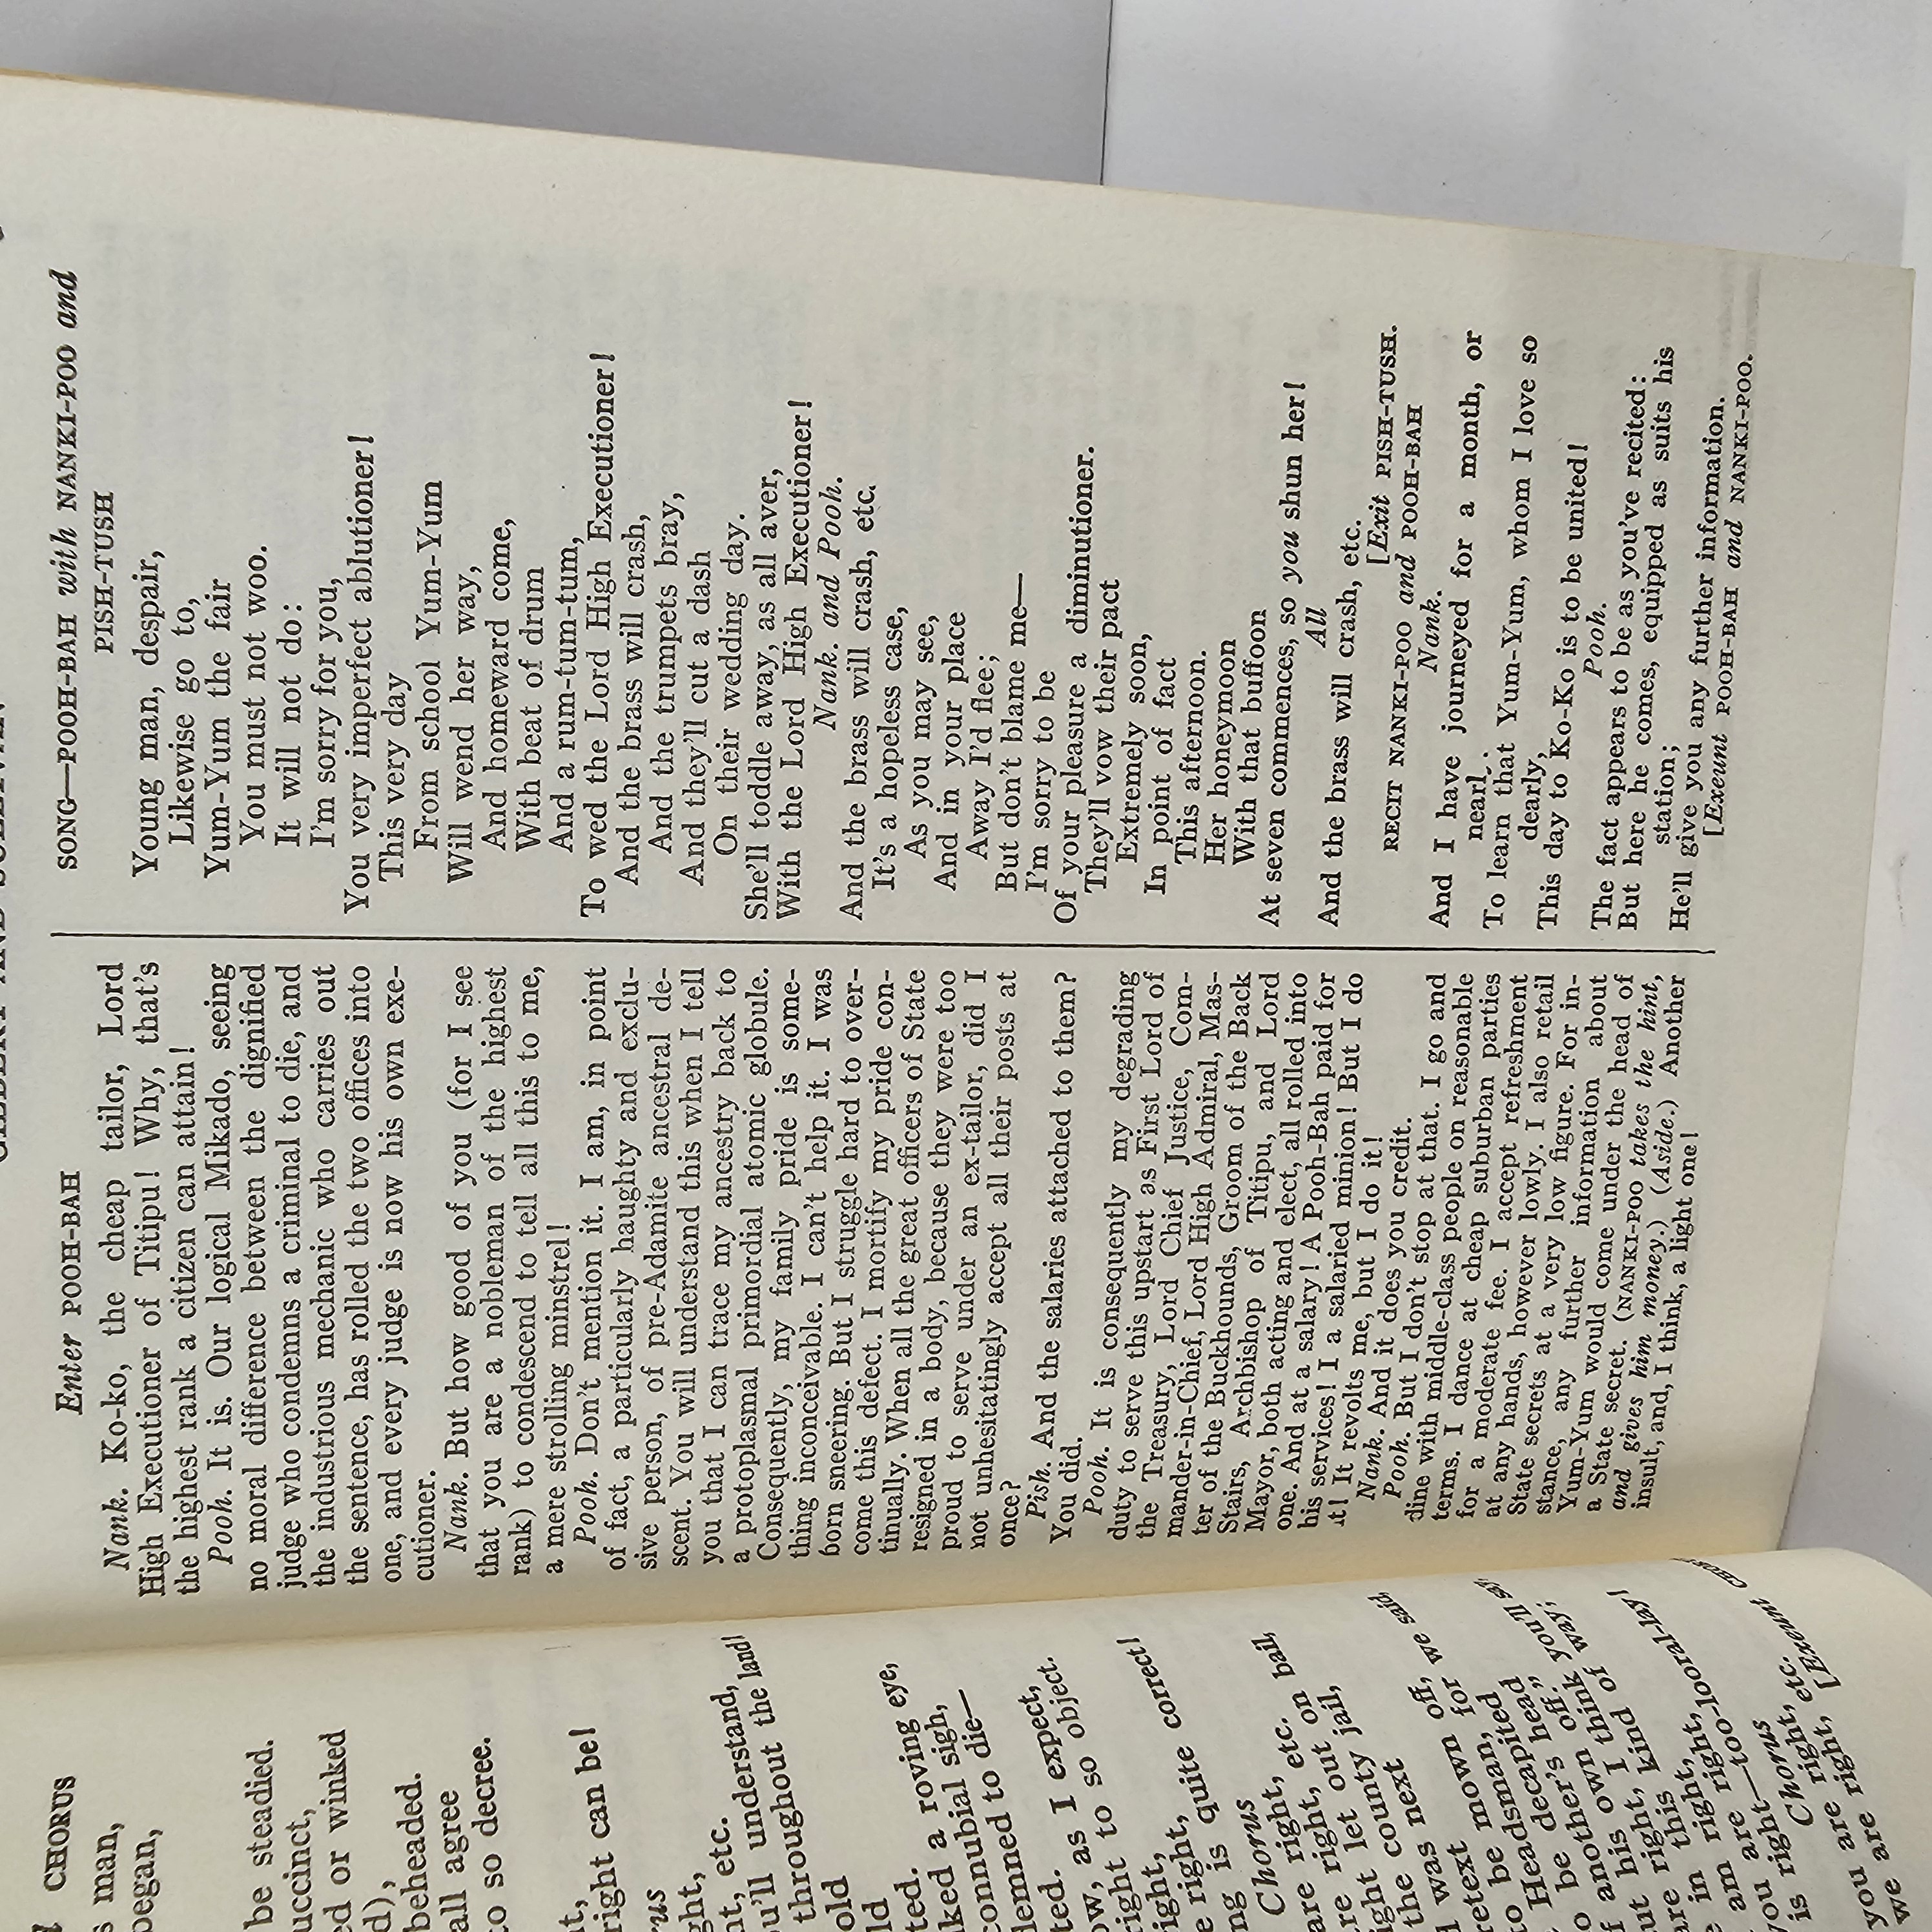 GILBERT AND SULLIVAN
CHORUS
man,
began,
be steadied.
or winked
beheaded.
all agree
to so decree.
right can be!
etc.
understand,
throughout the land!
old
a roving eye,
connubial sigh,
to die—
as I expect,
right to so object.
right,
right,
is quite correct!
Chorus
are right,
right, etc.
let out on bail,
the county jail,
was next
to be mown off,
Headsman, for we said,
be decapited
another's head
his own off."
right, I think you'll say,
in this kind of way;
am right,
you are right,
is right—too-looral-lay!
Chorus
you are right,
we are right, etc.
[Exeunt CHORUS
Enter POOH-BAH
Nank. Ko-ko, the cheap tailor, Lord
High Executioner of Titipu! Why, that's
the highest rank a citizen can attain!
Pooh. It is. Our logical Mikado, seeing
no moral difference between the dignified
judge who condemns a criminal to die, and
the industrious mechanic who carries out
the sentence, has rolled the two offices into
one, and every judge is now his own exe-
cutioner.
Nank. But how good of you (for I see
that you are a nobleman of the highest
rank) to condescend to tell all this to me,
a mere strolling minstrel!
Pooh. Don't mention it. I am, in point
of fact, a particularly haughty and exclu-
sive person, of pre-Adamite ancestral de-
scent. You will understand this when I tell
you that I can trace my ancestry back to
a protoplasmal primordial atomic globule.
Consequently, my family pride is some-
thing inconceivable. I can't help it. I was
born sneering. But I struggle hard to over-
come this defect. I mortify my pride con-
tinually. When all the great officers of State
resigned in a body, because they were too
proud to serve under an ex-tailor, did I
not unhesitatingly accept all their posts at
once?
Pish. And the salaries attached to them?
You did.
Pooh. It is consequently my degrading
duty to serve this upstart as First Lord of
the Treasury, Lord Chief Justice, Com-
mander-in-Chief, Lord High Admiral, Mas-
ter of the Buckhounds, Groom of the Back
Stairs, Archbishop of Titipu, and Lord
Mayor, both acting and elect, all rolled into
one. And at a salary! A Pooh-Bah paid for
his services! I a salaried minion! But I do
it! It revolts me, but I do it!
Nank. And it does you credit.
Pooh. But I don't stop at that. I go and
dine with middle-class people on reasonable
terms. I dance at cheap suburban parties
for a moderate fee. I accept refreshment
at any hands, however lowly. I also retail
State secrets at a very low figure. For in-
stance, any further information about
Yum-Yum would come under the head of
a State secret. (NANKI-POO takes the hint,
and gives him money.) (Aside.) Another
insult, and, I think, a light one!
SONG—POOH-BAH with NANKI-POO and
PISH-TUSH
Young man, despair,
Likewise go to,
Yum-Yum the fair
You must not woo.
It will not do:
I'm sorry for you,
You very imperfect ablutioner!
This very day
From school Yum-Yum
Will wend her way,
And homeward come,
With beat of drum
And a rum-tum-tum,
To wed the Lord High Executioner!
And the brass will crash,
And the trumpets bray,
And they'll cut a dash
On their wedding day.
She'll toddle away, as all aver,
With the Lord High Executioner!
Nank. and Pooh.
And the brass will crash, etc.
It's a hopeless case,
As you may see,
And in your place
Away I'd flee;
But don't blame me—
I'm sorry to be
Of your pleasure a diminutioner.
They'll vow their pact
Extremely soon,
In point of fact
This afternoon.
Her honeymoon
With that buffoon
At seven commences, so you shun her!
All
And the brass will crash, etc.
[Exit PISH-TUSH.
RECIT NANKI-POO and POOH-BAH
Nank.
And I have journeyed for a month, or
To learn that Yum-Yum, whom I love so
dearly,
This day to Ko-Ko is to be united!
Pooh.
The fact appears to be as you've recited:
But here he comes, equipped as suits his
station;
He'll give you any further information.
[Exeunt POOH-BAH and NANKI-POO.